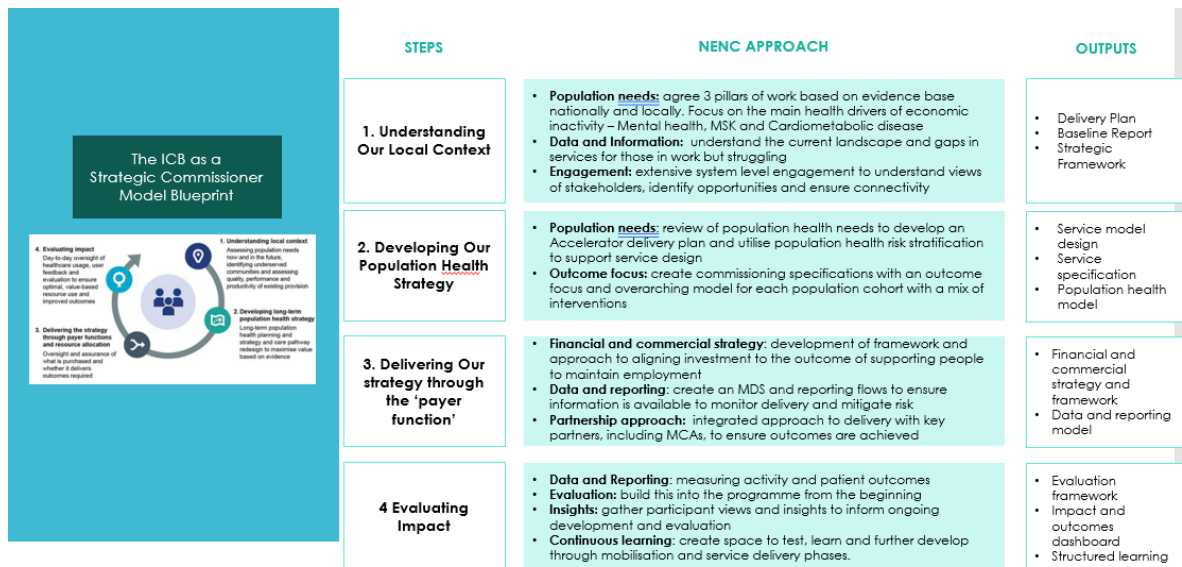 STEPS
NENC APPROACH
OUTPUTS
The ICB as a
Strategic Commissioner
Model Blueprint
4. Evaluating impact
Day-to-day oversight of
healthcare usage, user
feedback and
evaluation to ensure
optimal, value-based
resource use and
improved outcomes
1. Understanding local context
Assessing population needs
now and in the future,
identifying underserved
communities and assessing
quality, performance and
productivity of existing provision
2. Developing long-term
population health strategy
Long-term population
health planning and
strategy and care pathway
redesign to maximise value
based on evidence
3. Delivering the strategy
through payer functions
and resource allocation
Oversight and assurance of
what is purchased and
whether it delivers
outcomes required
1. Understanding
Our Local Context
• Population needs: agree 3 pillars of work based on evidence base
nationally and locally. Focus on the main health drivers of economic
inactivity – Mental health, MSK and Cardiometabolic disease
• Data and Information: understand the current landscape and gaps in
services for those in work but struggling
• Engagement: extensive system level engagement to understand views
of stakeholders, identify opportunities and ensure connectivity
• Delivery Plan
• Baseline Report
• Strategic
Framework
2. Developing Our
Population Health
Strategy
• Population needs: review of population health needs to develop an
Accelerator delivery plan and utilise population health risk stratification
to support service design
• Outcome focus: create commissioning specifications with an outcome
focus and overarching model for each population cohort with a mix of
interventions
• Service model
design
• Service
specification
• Population health
model
3. Delivering Our
strategy through
the ‘payer
function’
• Financial and commercial strategy: development of framework and
approach to aligning investment to the outcome of supporting people
to maintain employment
• Data and reporting: create an MDS and reporting flows to ensure
information is available to monitor delivery and mitigate risk
• Partnership approach: integrated approach to delivery with key
partners, including MCAs, to ensure outcomes are achieved
• Financial and
commercial
strategy and
framework
• Data and reporting
model
4 Evaluating
Impact
• Data and Reporting: measuring activity and patient outcomes
• Evaluation: build this into the programme from the beginning
• Insights: gather participant views and insights to inform ongoing
development and evaluation
• Continuous learning: create space to test, learn and further develop
through mobilisation and service delivery phases.
• Evaluation
framework
• Impact and
outcomes
dashboard
• Structured learning